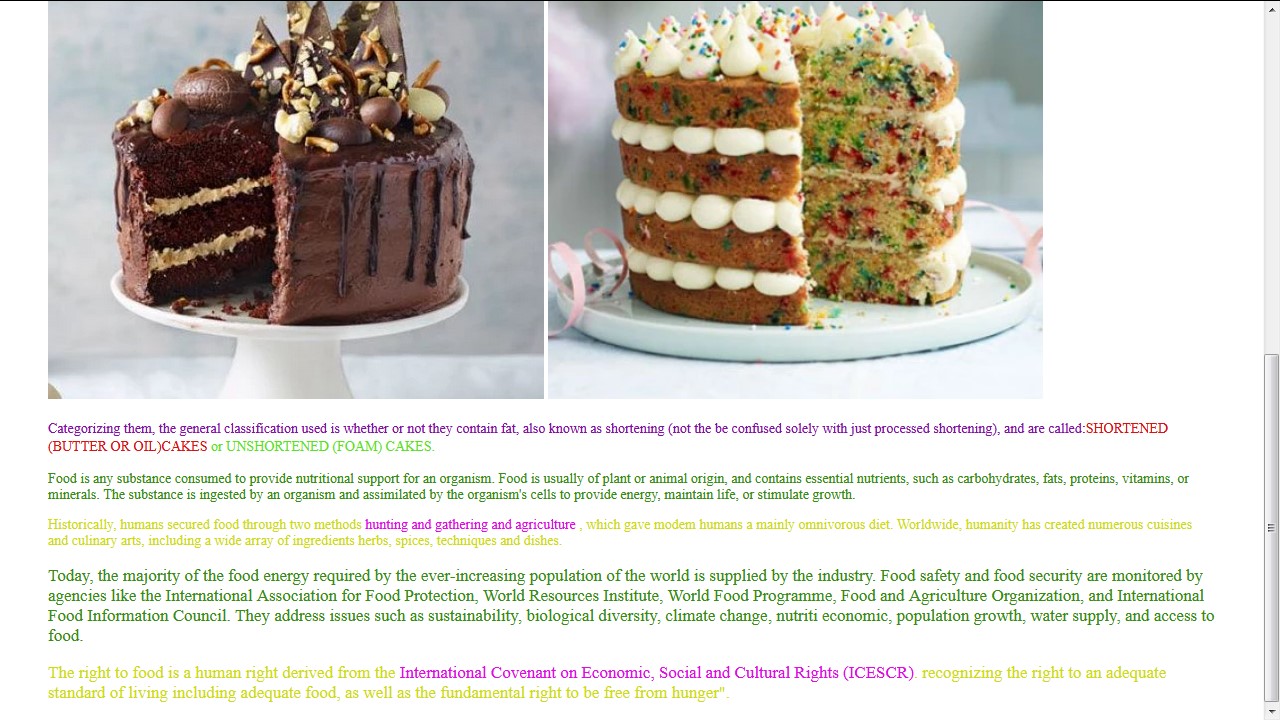 Categorizing them, the general classification used is whether or not they contain fat, also known as shortening (not the be confused solely with just processed shortening), and are called:SHORTENED
(BUTTER OR OIL)CAKES or UNSHORTENED (FOAM) CAKES.
Food is any substance consumed to provide nutritional support for an organism. Food is usually of plant or animal origin, and contains essential nutrients, such as carbohydrates, fats, proteins, vitamins, or
minerals. The substance is ingested by an organism and assimilated by the organism's cells to provide energy, maintain life, or stimulate growth.
Historically, humans secured food through two methods hunting and gathering and agriculture , which gave modem humans a mainly omnivorous diet. Worldwide, humanity has created numerous cuisines
and culinary arts, including a wide array of ingredients herbs, spices, techniques and dishes.
Today, the majority of the food energy required by the ever-increasing population of the world is supplied by the industry. Food safety and food security are monitored by
agencies like the International Association for Food Protection, World Resources Institute, World Food Programme, Food and Agriculture Organization, and International
Food Information Council. They address issues such as sustainability, biological diversity, climate change, nutriti economic, population growth, water supply, and access to
food.
The right to food is a human right derived from the International Covenant on Economic, Social and Cultural Rights (ICESCR). recognizing the right to an adequate
standard of living including adequate food, as well as the fundamental right to be free from hunger".